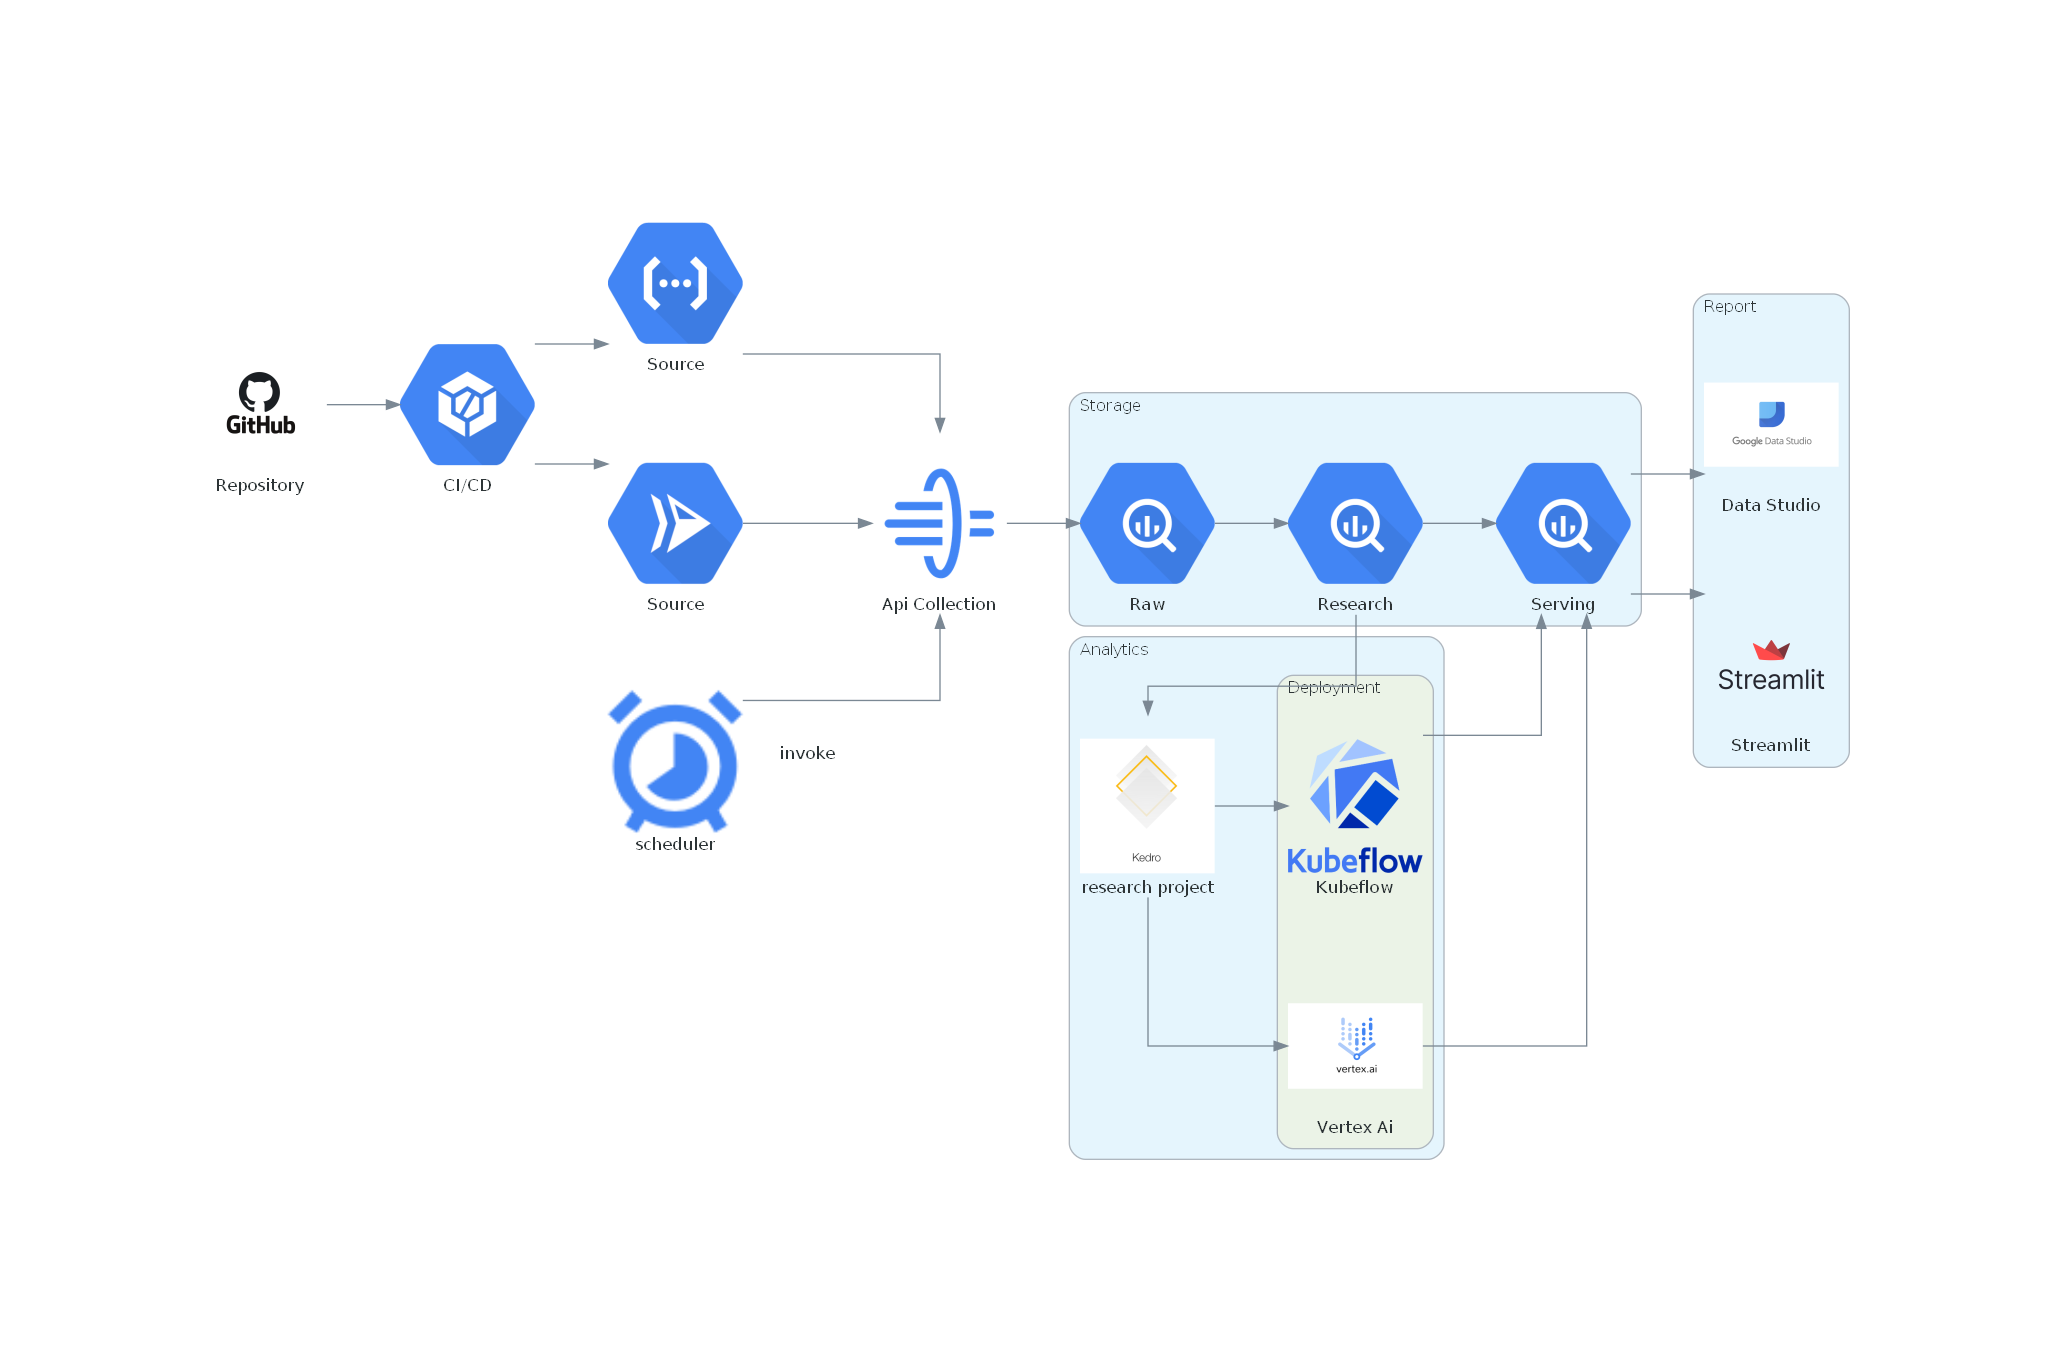 GitHub
Repository
CI/CD
Source
Source
scheduler
invoke
Api Collection
Storage
Raw
Research
Serving
Analytics
Deployment
Kedro
research project
Kubeflow
Kubeflow
vertex.ai
Vertex Ai
Report
Google Data Studio
Data Studio
Streamlit
Streamlit